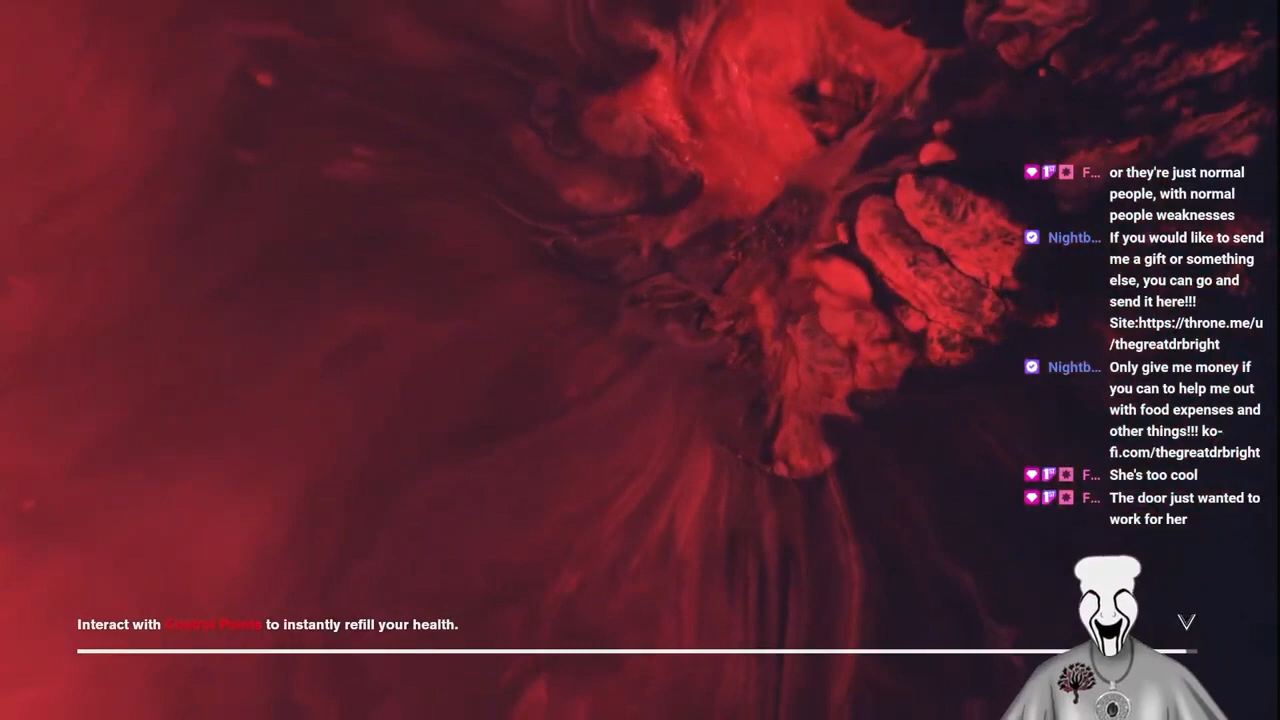 F... or they're just normal
people, with normal
people weaknesses
Nightb... If you would like to send
me a gift or something
else, you can go and
send it here!!!
Site:https://throne.me/u
/thegreatdrbright
Nightb... Only give me money if
you can to help me out
with food expenses and
other things!!! ko-
fi.com/thegreatdrbright
F... She's too cool
F... The door just wanted to
work for her
Interact with Control Points to instantly refill your health.